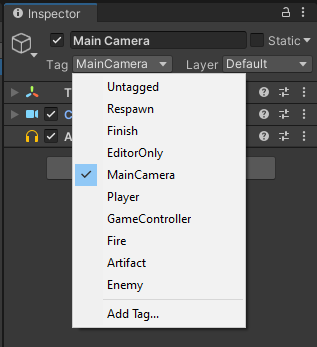 Inspector
Main Camera
Static
Tag MainCamera Layer Default
Untagged
Respawn
Finish
EditorOnly
MainCamera
Player
GameController
Fire
Artifact
Enemy
Add Tag...
T
C
A